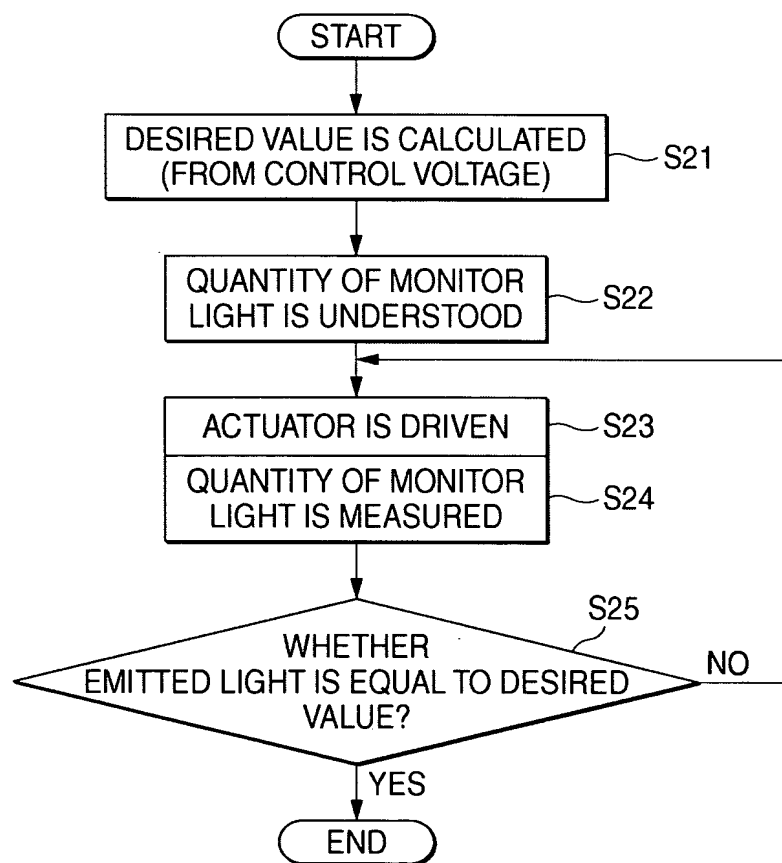 START
DESIRED VALUE IS CALCULATED
(FROM CONTROL VOLTAGE)
S21
QUANTITY OF MONITOR
LIGHT IS UNDERSTOOD
S22
ACTUATOR IS DRIVEN
S23
QUANTITY OF MONITOR
LIGHT IS MEASURED
S24
S25
WHETHER
EMITTED LIGHT IS EQUAL TO DESIRED
VALUE?
NO
YES
END